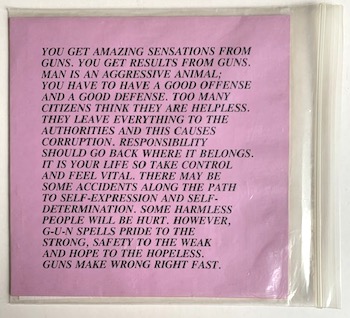 YOU GET AMAZING SENSATIONS FROM
GUNS. YOU GET RESULTS FROM GUNS.
MAN IS AN AGGRESSIVE ANIMAL;
YOU HAVE TO HAVE A GOOD OFFENSE
AND A GOOD DEFENSE. TOO MANY
CITIZENS THINK THEY ARE HELPLESS.
THEY LEAVE EVERYTHING TO THE
AUTHORITIES AND THIS CAUSES
CORRUPTION. RESPONSIBILITY
SHOULD GO BACK WHERE IT BELONGS.
IT IS YOUR LIFE SO TAKE CONTROL
AND FEEL VITAL. THERE MAY BE
SOME ACCIDENTS ALONG THE PATH
TO SELF-EXPRESSION AND SELF-
DETERMINATION. SOME HARMLESS
PEOPLE WILL BE HURT. HOWEVER,
G-U-N SPELLS PRIDE TO THE
STRONG, SAFETY TO THE WEAK
AND HOPE TO THE HOPELESS.
GUNS MAKE WRONG RIGHT FAST.